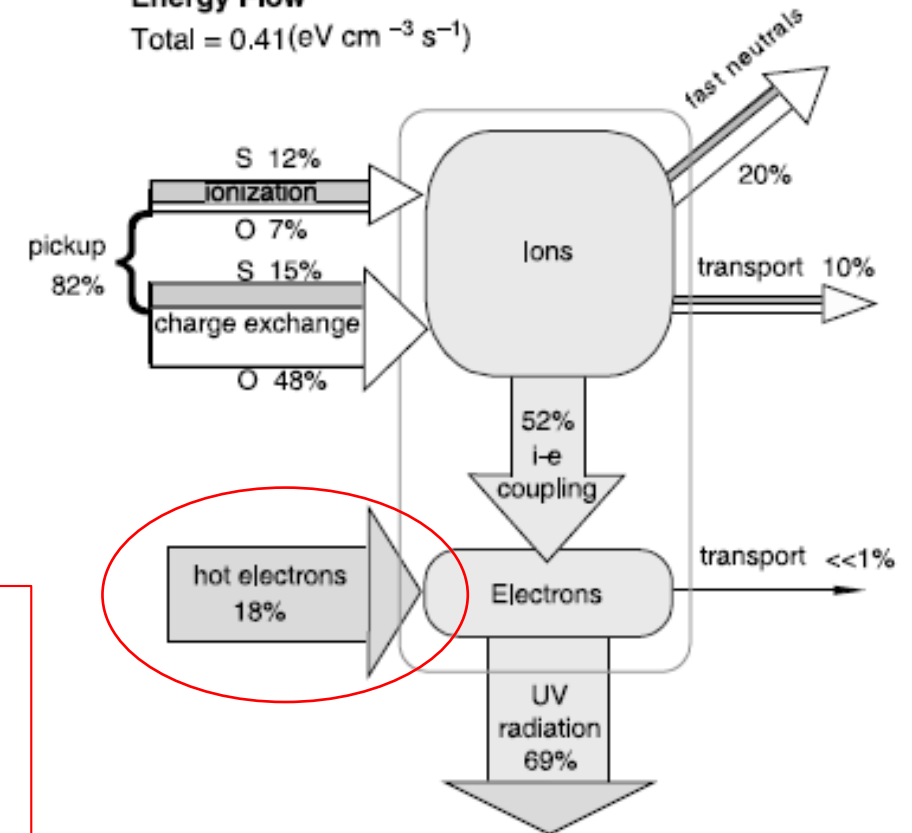 Energy Flow
Total = 0.41(eV cm⁻³ s⁻¹)
fast neutrals
20%
S 12%
ionization
O 7%
pickup
82%
S 15%
charge exchange
O 48%
Ions
transport 10%
52%
i-e
coupling
hot electrons
18%
Electrons
transport <<1%
UV
radiation
69%